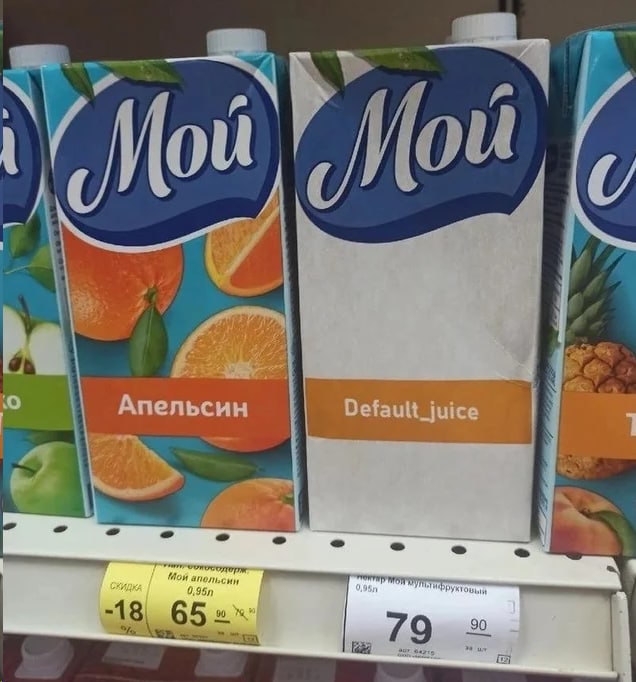 Мой
Мой
Апельсин
Default_juice
Мой апельсин
0,95л
СКИДКА
-18
%
65 90
Нектар Мой мультифруктовый
0,95л
79 90